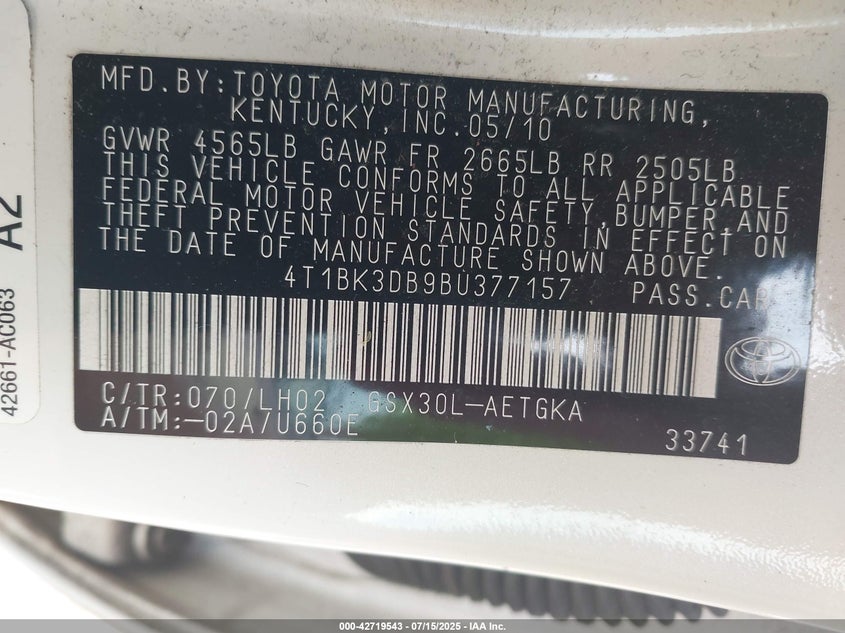 MFD.BY:TOYOTA MOTOR MANUFACTURING,
KENTUCKY,INC.05/10
GVWR 4565LB GAWR FR 2665LB RR 2505LB
THIS VEHICLE CONFORMS TO ALL APPLICABLE
FEDERAL MOTOR VEHICLE SAFETY,BUMPER,AND
THEFT PREVENTION STANDARDS IN EFFECT ON
THE DATE OF MANUFACTURE SHOWN ABOVE.
4T1BK3DB9BU377157 PASS.CAR
C/TR:070/LH02 GSX30L-AETGKA
A/TM:-02A/U660E
33741
42661-AC063 A2
000-42719543 / 07/15/2025 - IAA Inc.